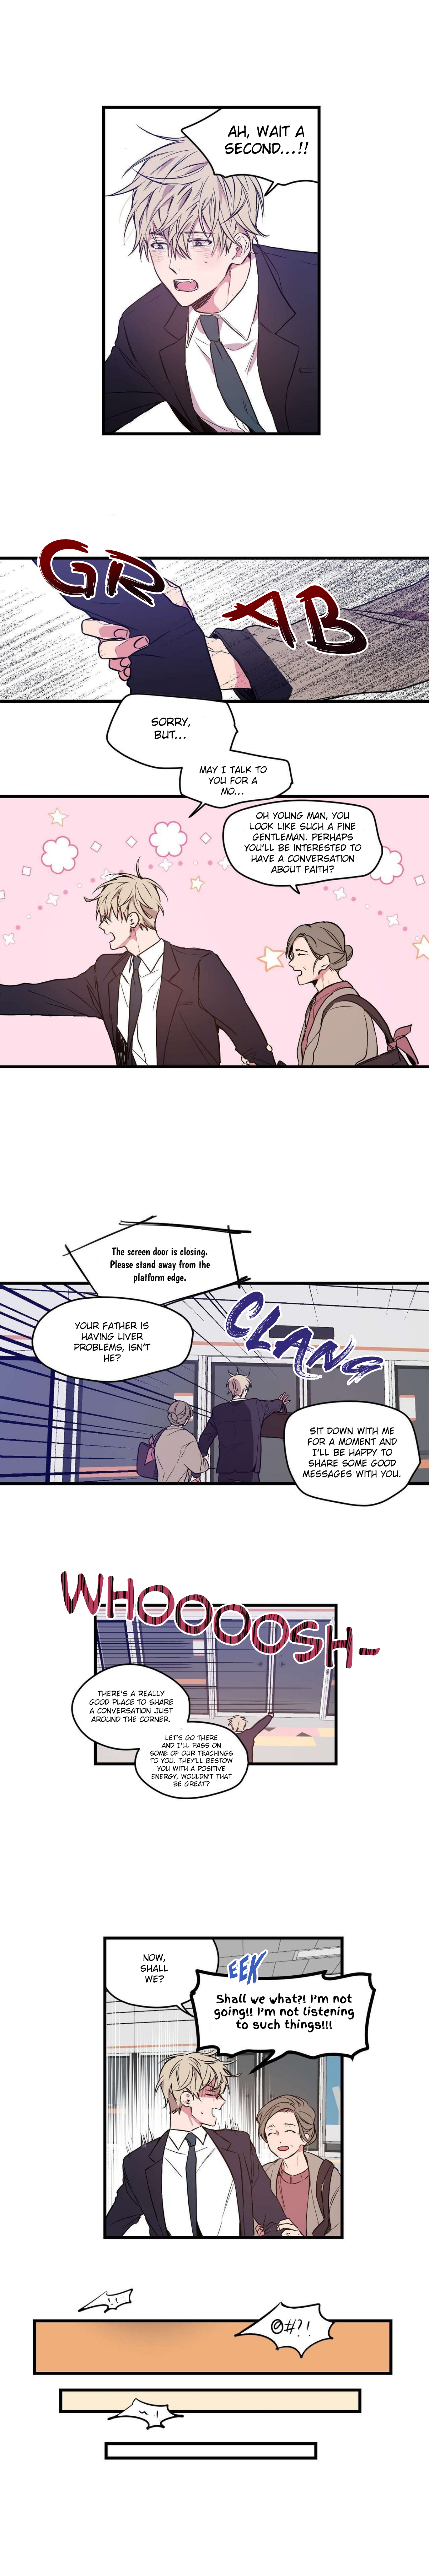 AH, WAIT A
SECOND...!!
GRAB
SORRY,
BUT...
MAY I TALK TO
YOU FOR A
MO...
OH YOUNG MAN, YOU
LOOK LIKE SUCH A FINE
GENTLEMAN. PERHAPS
YOU'LL BE INTERESTED TO
HAVE A CONVERSATION
ABOUT FAITH?
The screen door is closing.
Please stand away from the
platform edge.
YOUR FATHER IS
HAVING LIVER
PROBLEMS, ISN'T
HE?
CLANG
SIT DOWN WITH ME
FOR A MOMENT AND
I'LL BE HAPPY TO
SHARE SOME GOOD
MESSAGES WITH YOU.
WHOOOOOSH-
THERE'S A REALLY
GOOD PLACE TO SHARE
A CONVERSATION JUST
AROUND THE CORNER.
LET'S GO THERE
AND I'LL PASS ON
SOME OF OUR TEACHINGS
TO YOU. THEY'LL BESTOW
YOU WITH A POSITIVE
ENERGY, WOULDN'T THAT
BE GREAT?
NOW,
SHALL
WE?
EEK
Shall we what?! I'm not
going!! I'm not listening
to such things!!!
!!
@#?!
~!